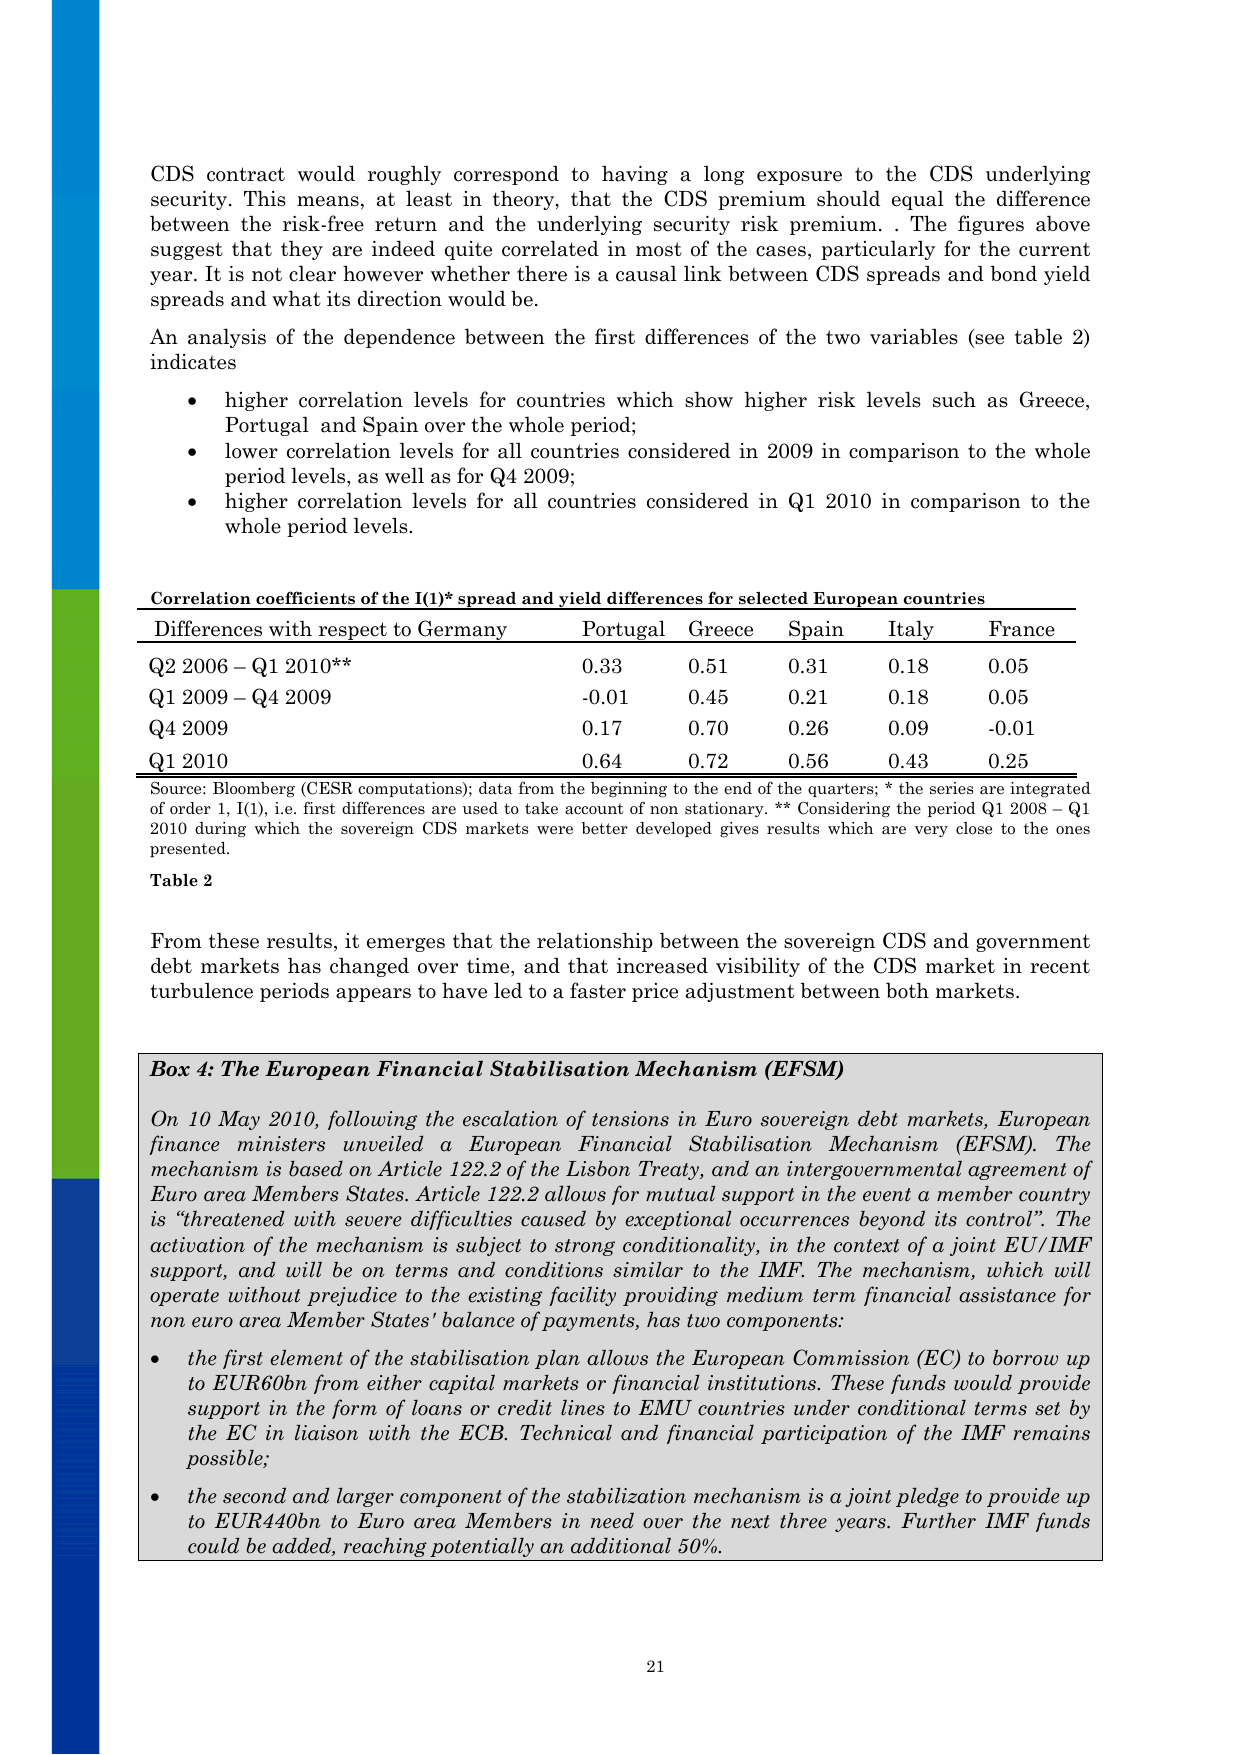 CDS contract would roughly correspond to having a long exposure to the CDS underlying
security. This means, at least in theory, that the CDS premium should equal the difference
between the risk-free return and the underlying security risk premium. . The figures above
suggest that they are indeed quite correlated in most of the cases, particularly for the current
year. It is not clear however whether there is a causal link between CDS spreads and bond yield
spreads and what its direction would be.
An analysis of the dependence between the first differences of the two variables (see table 2)
indicates
• higher correlation levels for countries which show higher risk levels such as Greece,
Portugal and Spain over the whole period;
• lower correlation levels for all countries considered in 2009 in comparison to the whole
period levels, as well as for Q4 2009;
• higher correlation levels for all countries considered in Q1 2010 in comparison to the
whole period levels.
Correlation coefficients of the I(1)* spread and yield differences for selected European countries
Differences with respect to Germany Portugal Greece Spain Italy France
Q2 2006 – Q1 2010** 0.33 0.51 0.31 0.18 0.05
Q1 2009 – Q4 2009 -0.01 0.45 0.21 0.18 0.05
Q4 2009 0.17 0.70 0.26 0.09 -0.01
Q1 2010 0.64 0.72 0.56 0.43 0.25
Source: Bloomberg (CESR computations); data from the beginning to the end of the quarters; * the series are integrated
of order 1, I(1), i.e. first differences are used to take account of non stationary. ** Considering the period Q1 2008 – Q1
2010 during which the sovereign CDS markets were better developed gives results which are very close to the ones
presented.
Table 2
From these results, it emerges that the relationship between the sovereign CDS and government
debt markets has changed over time, and that increased visibility of the CDS market in recent
turbulence periods appears to have led to a faster price adjustment between both markets.
Box 4: The European Financial Stabilisation Mechanism (EFSM)
On 10 May 2010, following the escalation of tensions in Euro sovereign debt markets, European
finance ministers unveiled a European Financial Stabilisation Mechanism (EFSM). The
mechanism is based on Article 122.2 of the Lisbon Treaty, and an intergovernmental agreement of
Euro area Members States. Article 122.2 allows for mutual support in the event a member country
is “threatened with severe difficulties caused by exceptional occurrences beyond its control”. The
activation of the mechanism is subject to strong conditionality, in the context of a joint EU/IMF
support, and will be on terms and conditions similar to the IMF. The mechanism, which will
operate without prejudice to the existing facility providing medium term financial assistance for
non euro area Member States' balance of payments, has two components:
• the first element of the stabilisation plan allows the European Commission (EC) to borrow up
to EUR60bn from either capital markets or financial institutions. These funds would provide
support in the form of loans or credit lines to EMU countries under conditional terms set by
the EC in liaison with the ECB. Technical and financial participation of the IMF remains
possible;
• the second and larger component of the stabilization mechanism is a joint pledge to provide up
to EUR440bn to Euro area Members in need over the next three years. Further IMF funds
could be added, reaching potentially an additional 50%.
21